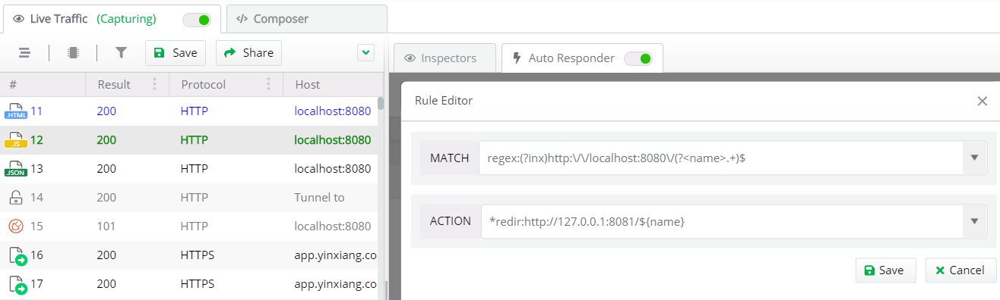 Live Traffic (Capturing)
</> Composer
Save
Share
Inspectors
Auto Responder
# Result Protocol Host
.HTML 11 200 HTTP localhost:8080
JS 12 200 HTTP localhost:8080
JSON 13 200 HTTP localhost:8080
14 200 HTTP Tunnel to
15 101 HTTP localhost:8080
16 200 HTTPS app.yinxiang.co
17 200 HTTPS app.yinxiang.co
Rule Editor
MATCH regex:(?inx)http:\/\/localhost:8080\/(?<name>.+)$
ACTION *redir:http://127.0.0.1:8081/${name}
Save
Cancel